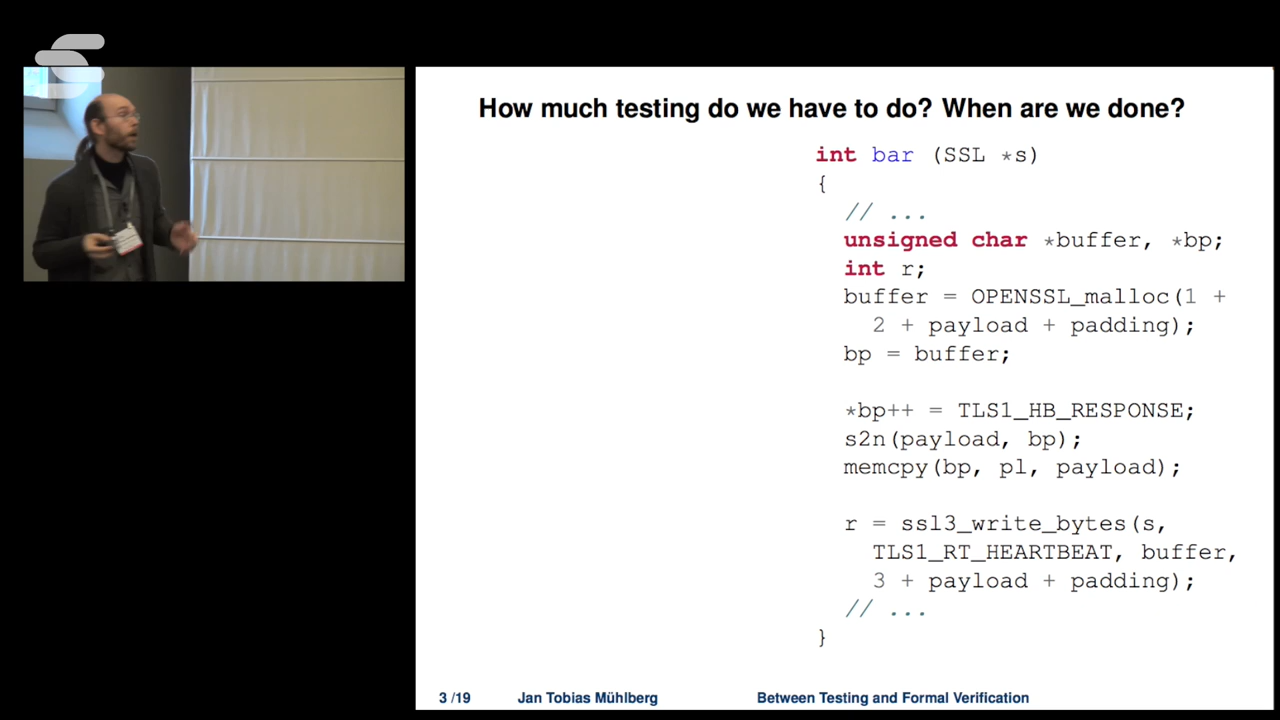 How much testing do we have to do? When are we done?
int bar (SSL *s)
{
// ...
unsigned char *buffer, *bp;
int r;
buffer = OPENSSL_malloc(1 +
2 + payload + padding);
bp = buffer;
*bp++ = TLS1_HB_RESPONSE;
s2n(payload, bp);
memcpy(bp, pl, payload);
r = ssl3_write_bytes(s,
TLS1_RT_HEARTBEAT, buffer,
3 + payload + padding);
// ...
}
3 /19 Jan Tobias Mühlberg Between Testing and Formal Verification